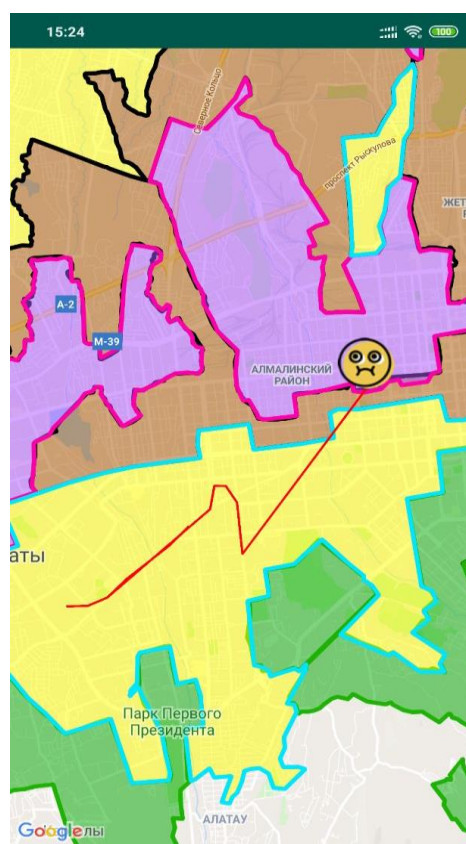 15:24
100
Северное Кольцо
проспект Рыскулова
ЖЕТ
А-2
М-39
АЛМАЛИНСКИЙ
РАЙОН
аты
Парк Первого
Президента
Google
лы
АЛАТАУ